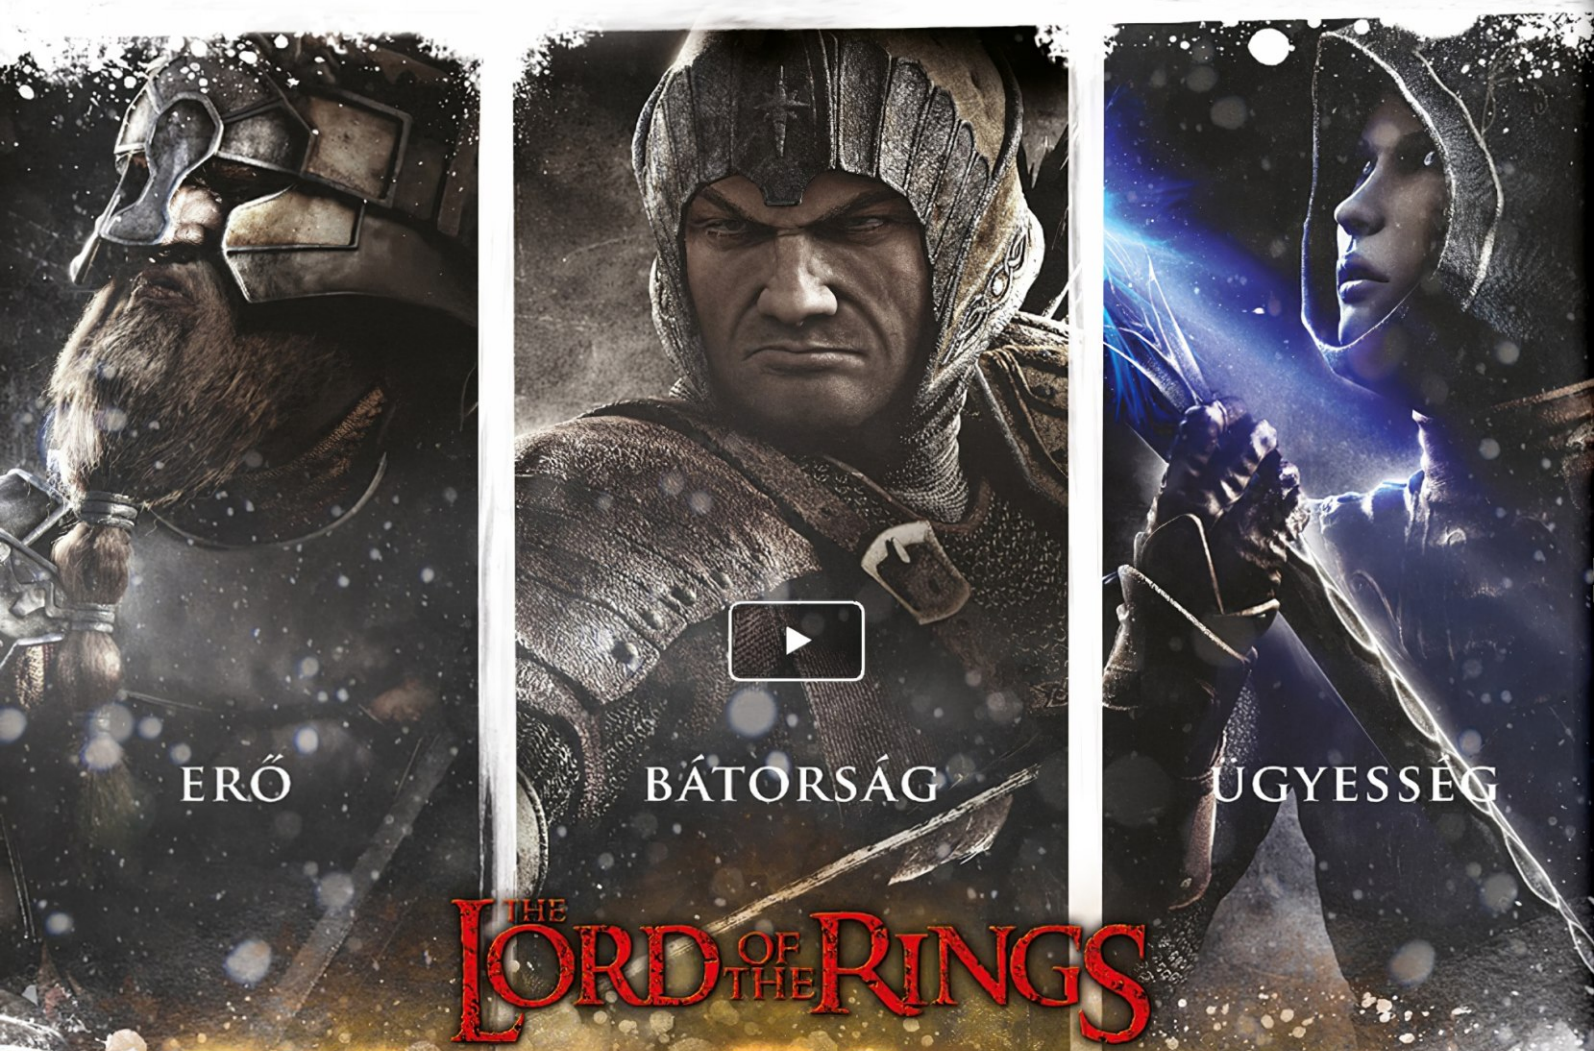 ERŐ
BÁTORSÁG
ÜGYESSÉG
THE
LORD OF THE RINGS